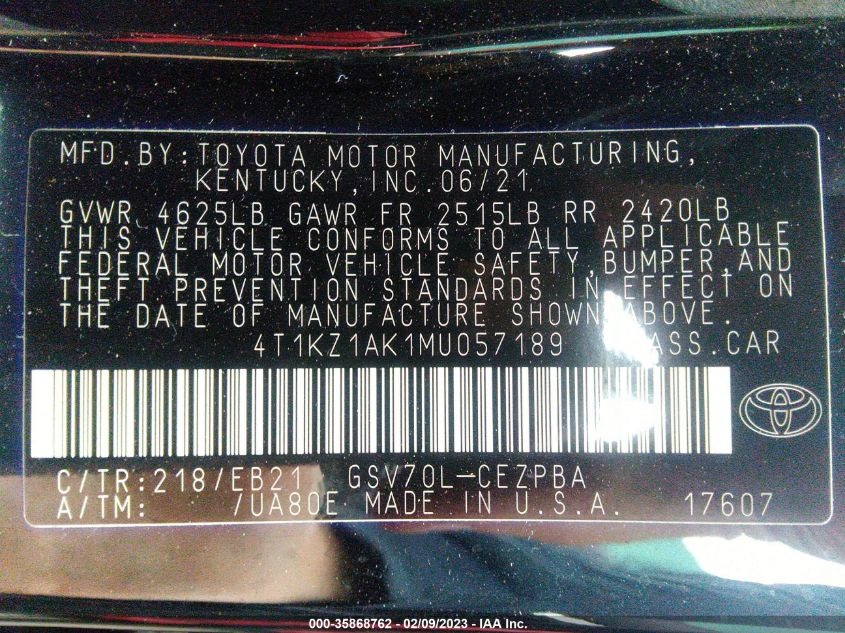 MFD.BY:TOYOTA MOTOR MANUFACTURING,
KENTUCKY,INC.06/21
GVWR 4625LB GAWR FR 2515LB RR 2420LB
THIS VEHICLE CONFORMS TO ALL APPLICABLE
FEDERAL MOTOR VEHICLE SAFETY,BUMPER,AND
THEFT PREVENTION STANDARDS IN EFFECT ON
THE DATE OF MANUFACTURE SHOWN ABOVE.
4T1KZ1AK1MU057189 PASS.CAR
C/TR:218/EB21 GSV70L-CEZPBA
A/TM: /UA80E MADE IN U.S.A. 17607
000-35868762 - 02/09/2023 - IAA Inc.